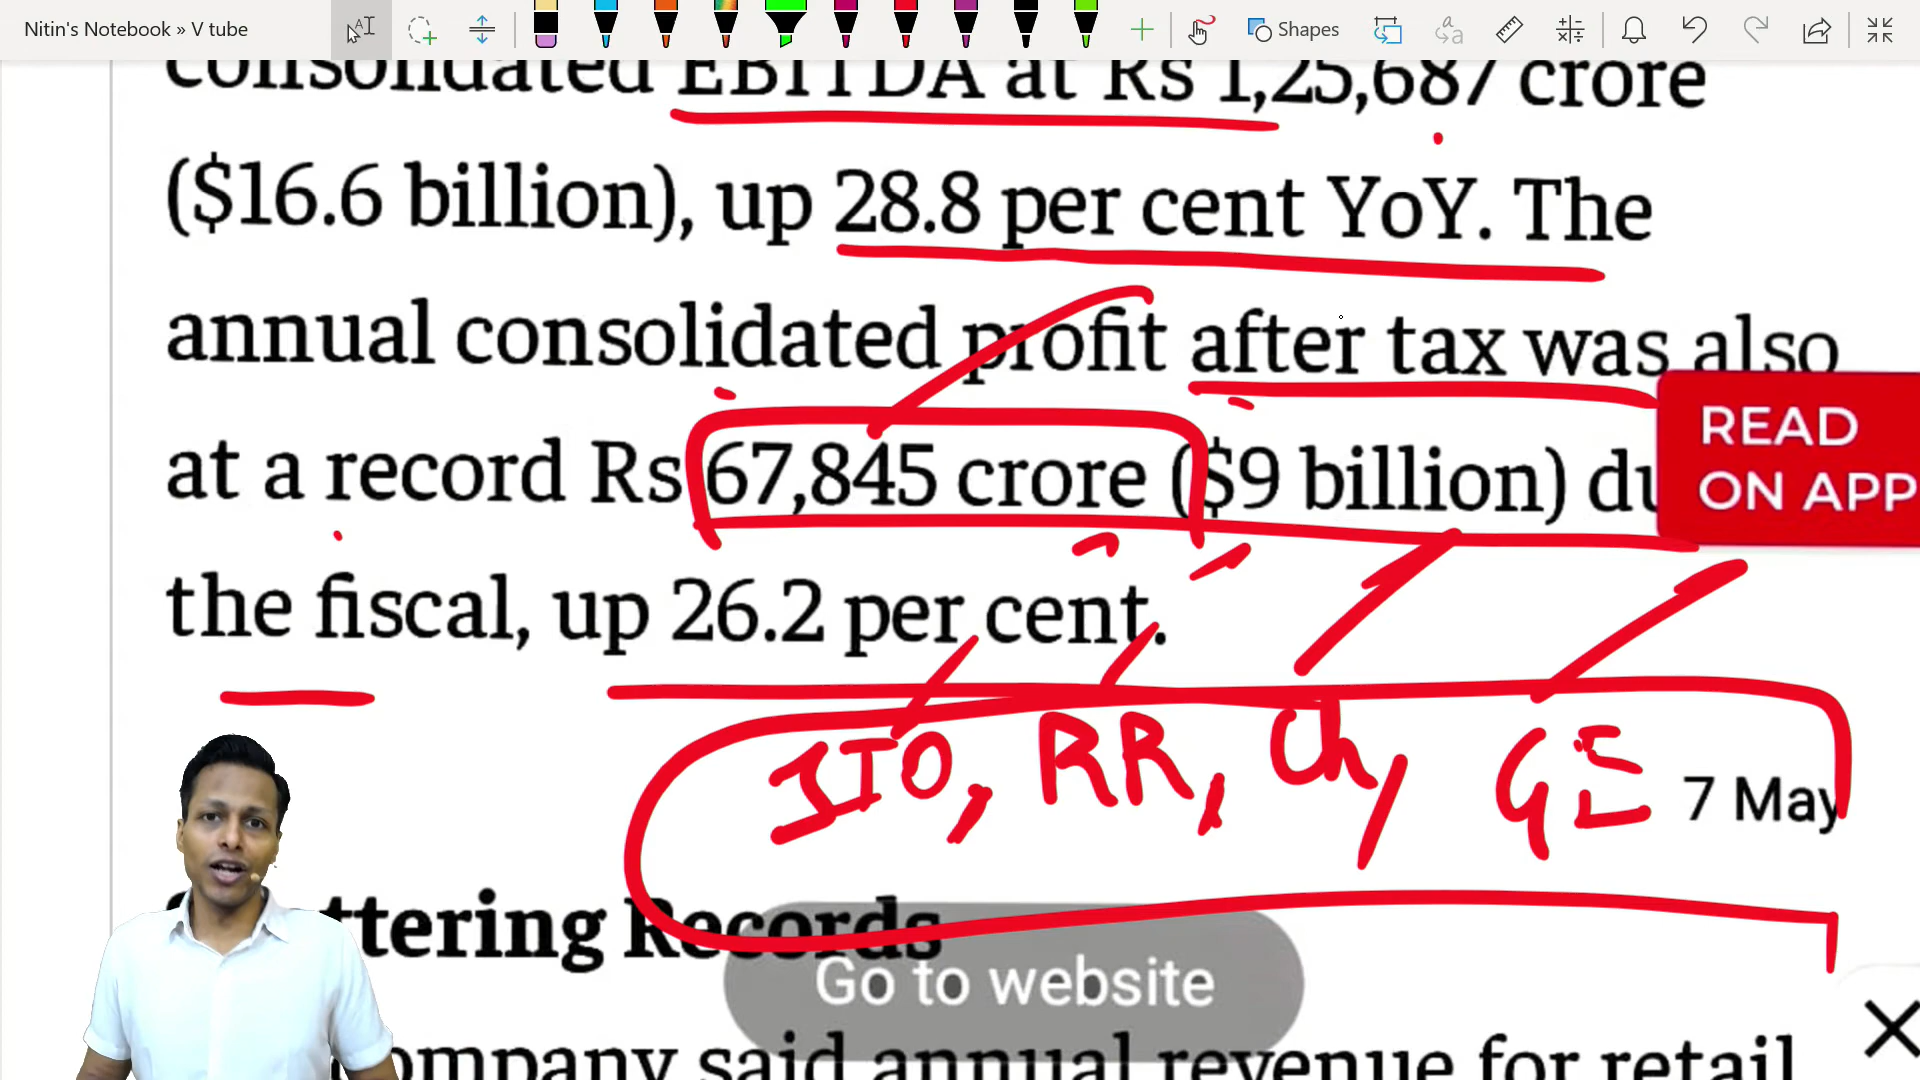 Nitin's Notebook » V tube
Shapes
consolidated EBITDA at Rs 1,25,687 crore
($16.6 billion), up 28.8 per cent YoY. The
annual consolidated profit after tax was also
at a record Rs 67,845 crore ($9 billion) du
READ
ON APP
the fiscal, up 26.2 per cent.
JIO, RR, Ch, GE
7 May
ttering Records
Go to website
ompany said annual revenue for retail